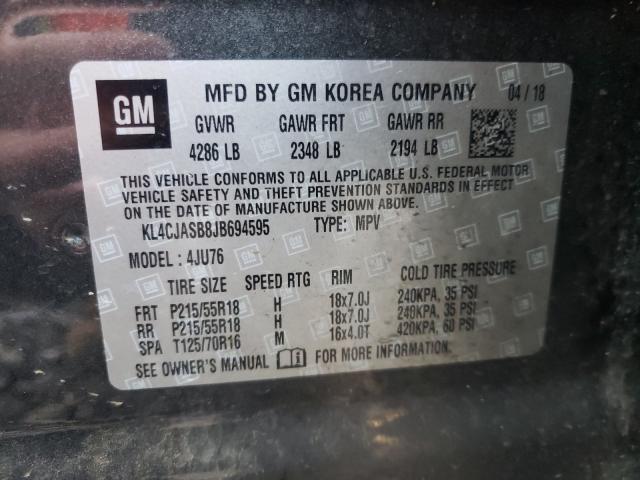 GM
MFD BY GM KOREA COMPANY 04 / 18
GVWR GAWR FRT GAWR RR
4286 LB 2348 LB 2194 LB
THIS VEHICLE CONFORMS TO ALL APPLICABLE U.S. FEDERAL MOTOR
VEHICLE SAFETY AND THEFT PREVENTION STANDARDS IN EFFECT
ON THE DATE OF MANUFACTURE SHOWN ABOVE.
KL4CJASB8JB694595 TYPE: MPV
MODEL : 4JU76
TIRE SIZE SPEED RTG RIM COLD TIRE PRESSURE
FRT P215/55R18 H 18x7.0J 240KPA, 35 PSI
RR P215/55R18 H 18x7.0J 240KPA, 35 PSI
SPA T125/70R16 M 16x4.0T 420KPA, 60 PSI
SEE OWNER'S MANUAL FOR MORE INFORMATION.